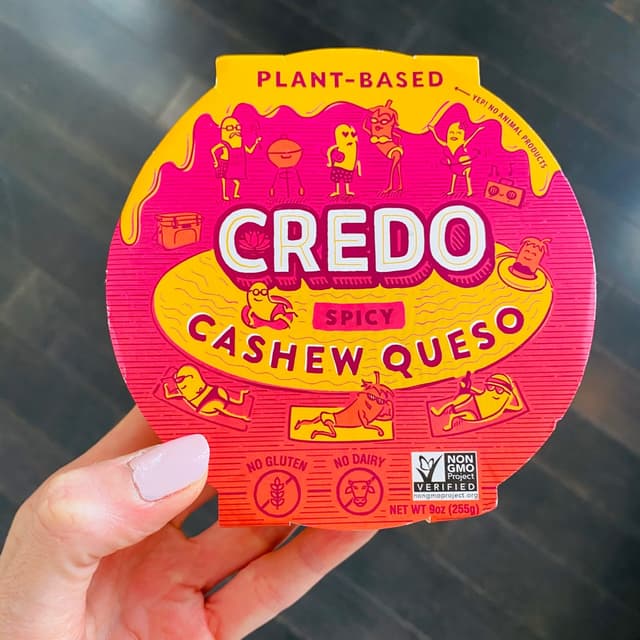 PLANT-BASED
YEP! NO ANIMAL PRODUCTS
CREDO
SPICY
CASHEW QUESO
NO GLUTEN
NO DAIRY
NON
GMO
Project
VERIFIED
nongmoproject.org
NET WT 9oz (255g)